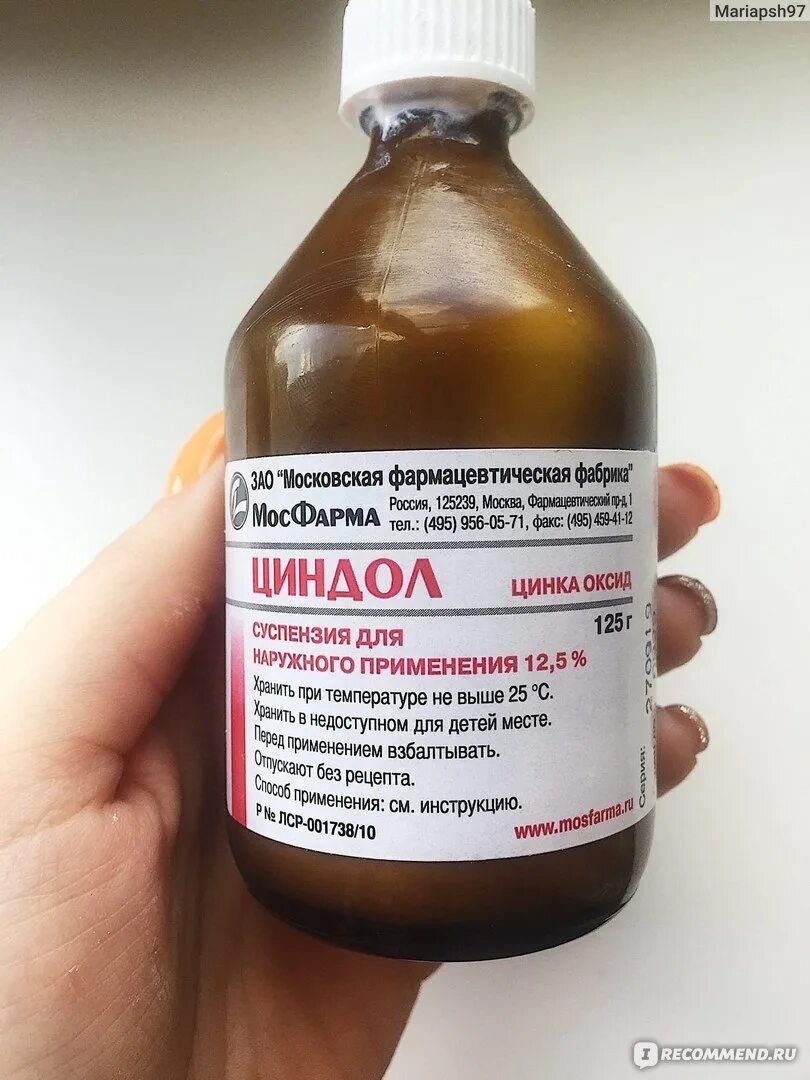 Mariapsh97
ЗАО "Московская фармацевтическая фабрика"
МосФАРМА
Россия, 125239, Москва, Фармацевтический пр-д, 1
тел.: (495) 956-05-71, факс: (495) 459-41-12
ЦИНДОЛ ЦИНКА ОКСИД
125 г
СУСПЕНЗИЯ ДЛЯ
НАРУЖНОГО ПРИМЕНЕНИЯ 12,5 %
Хранить при температуре не выше 25 °С.
Хранить в недоступном для детей месте.
Перед применением взбалтывать.
Отпускают без рецепта.
Способ применения: см. инструкцию.
Р № ЛСР-001738/10
www.mosfarma.ru
Серия: 270919
IRECOMMEND.RU